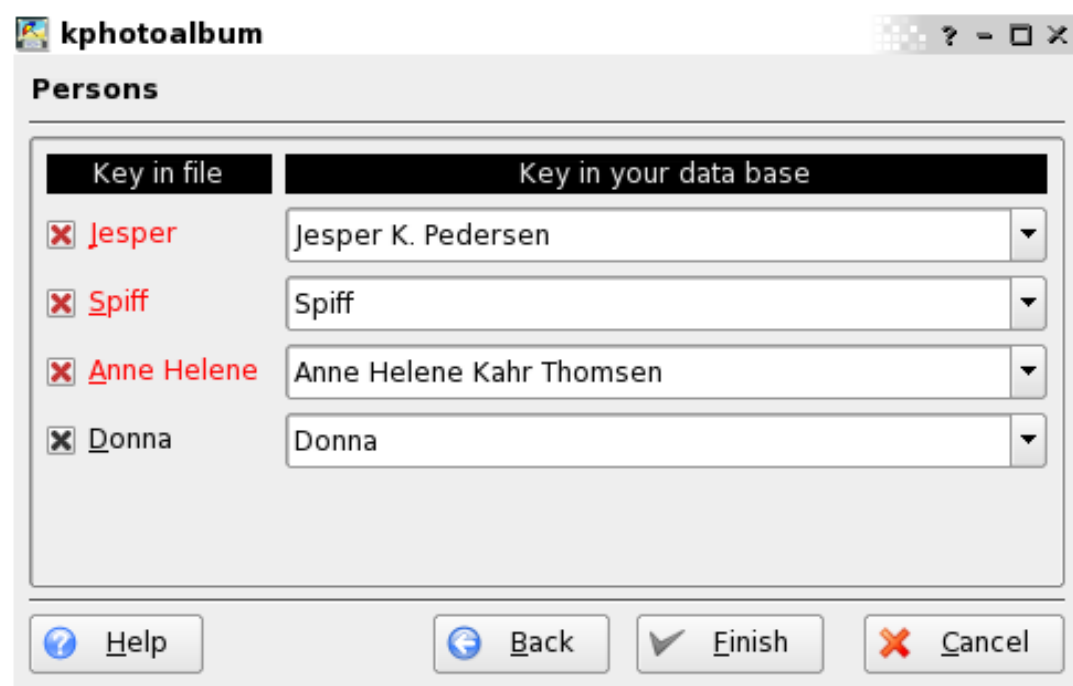 kphotoalbum
Persons
Key in file Key in your data base
Jesper Jesper K. Pedersen
Spiff Spiff
Anne Helene Anne Helene Kahr Thomsen
Donna Donna
Help Back Finish Cancel